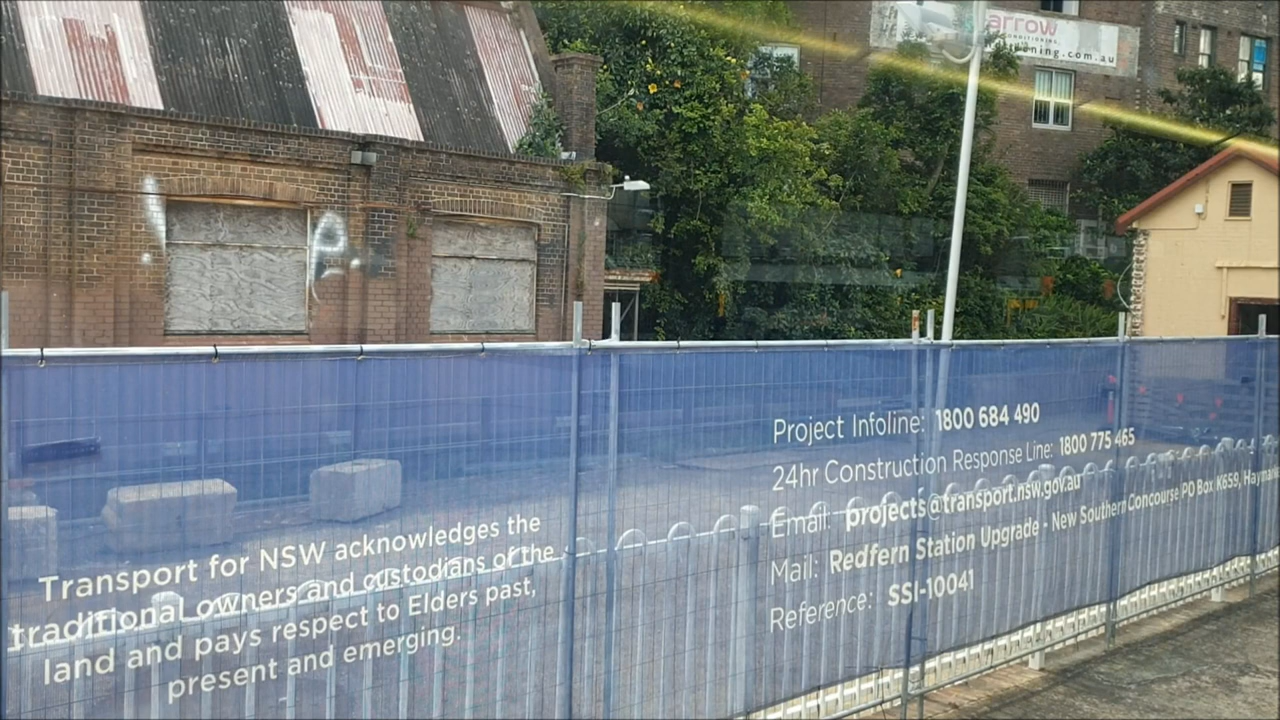 arrow
ening.com.au
Project Infoline: 1800 684 490
24hr Construction Response Line: 1800 775 465
Email: projects@transport.nsw.gov.au
Mail: Redfern Station Upgrade - New Southern Concourse PO Box K659, Hayma
Reference: SSI-10041
Transport for NSW acknowledges the
traditional owners and custodians of the
land and pays respect to Elders past,
present and emerging.